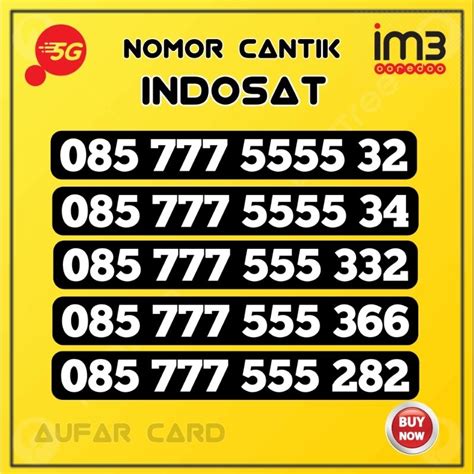 5G
NOMOR CANTIK
INDOSAT
im3
ooredoo
085 777 5555 32
085 777 5555 34
085 777 555 332
085 777 555 366
085 777 555 282
AUFAR CARD
BUY
NOW